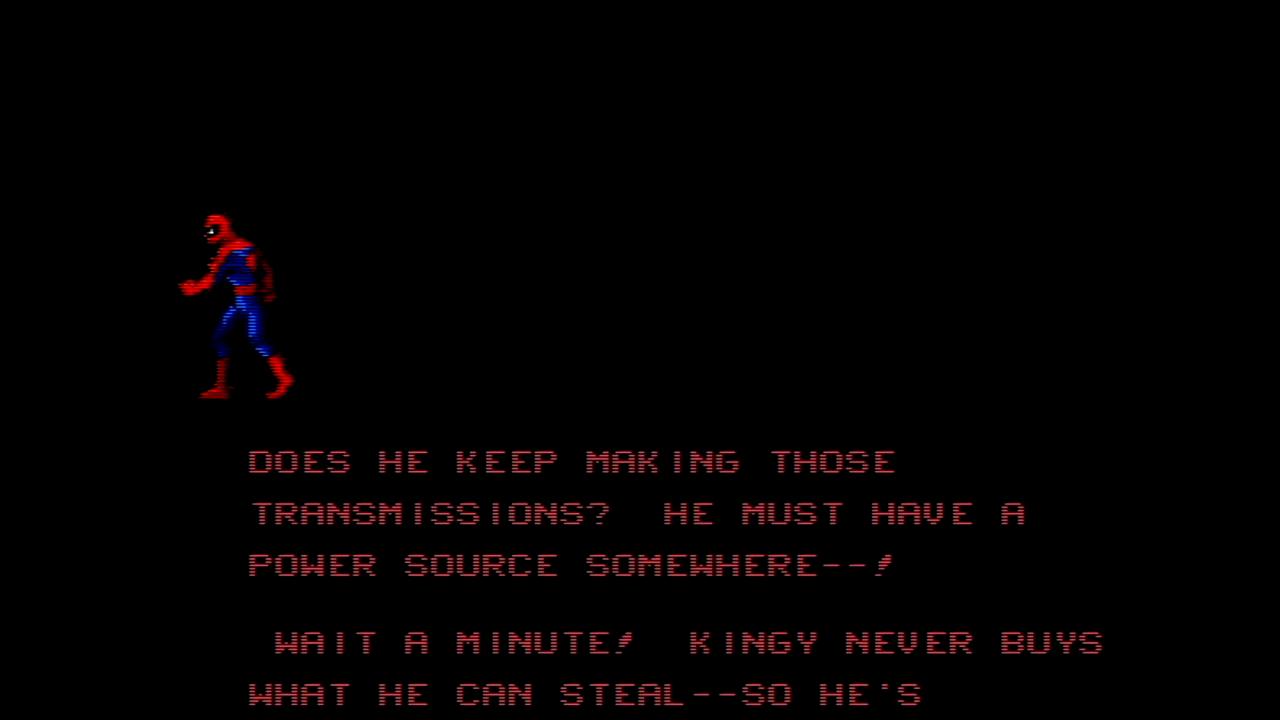 DOES HE KEEP MAKING THOSE
TRANSMISSIONS?  HE MUST HAVE A
POWER SOURCE SOMEWHERE--!
WAIT A MINUTE!  KINGY NEVER BUYS
WHAT HE CAN STEAL--SO HE'S